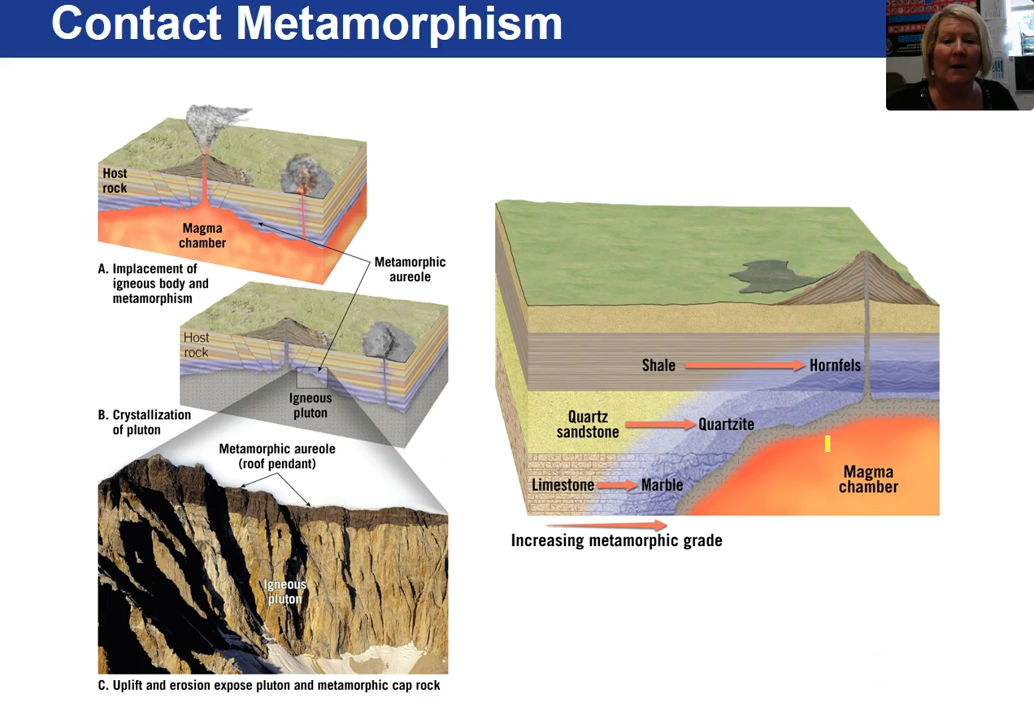 Contact Metamorphism
Host
rock
Magma
chamber
A. Implacement of
igneous body and
metamorphism
Metamorphic
aureole
Host
rock
B. Crystallization
of pluton
Igneous
pluton
Metamorphic aureole
(roof pendant)
Igneous
pluton
C. Uplift and erosion expose pluton and metamorphic cap rock
Shale
Hornfels
Quartz
sandstone
Quartzite
Limestone
Marble
Magma
chamber
Increasing metamorphic grade